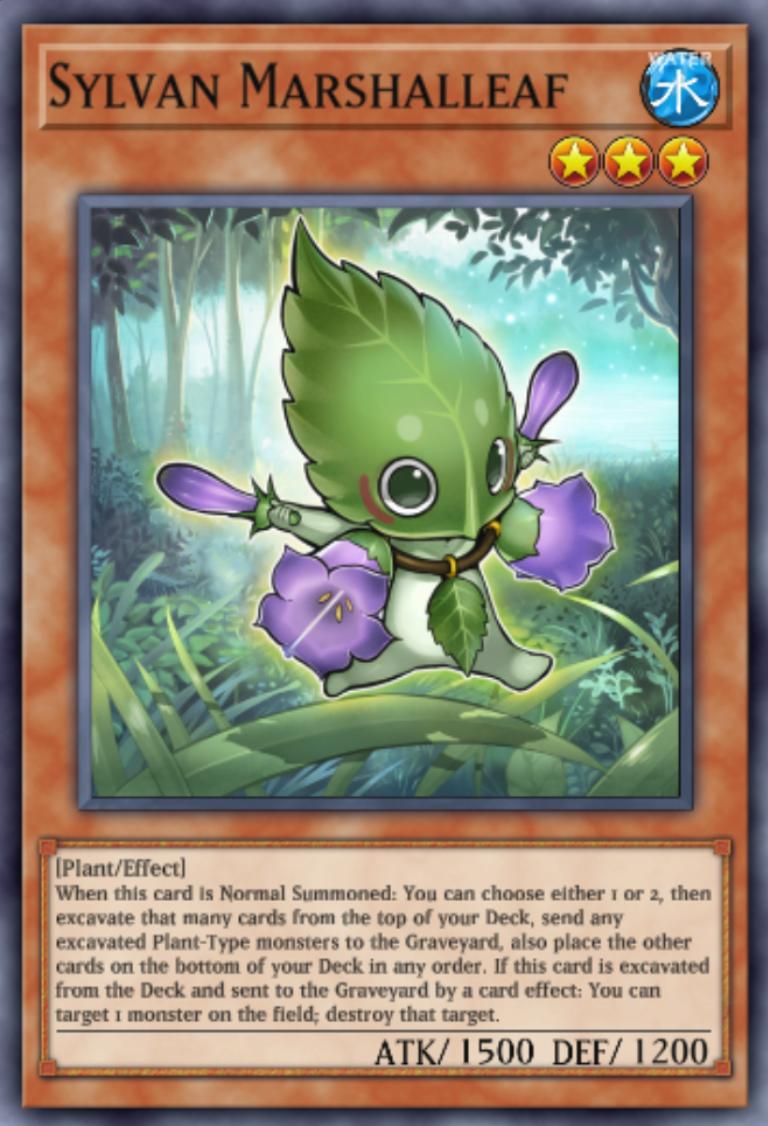 SYLVAN MARSHALLEAF
WATER
水
[Plant/Effect]
When this card is Normal Summoned: You can choose either 1 or 2, then
excavate that many cards from the top of your Deck, send any
excavated Plant-Type monsters to the Graveyard, also place the other
cards on the bottom of your Deck in any order. If this card is excavated
from the Deck and sent to the Graveyard by a card effect: You can
target 1 monster on the field; destroy that target.
ATK/ 1500 DEF/ 1200